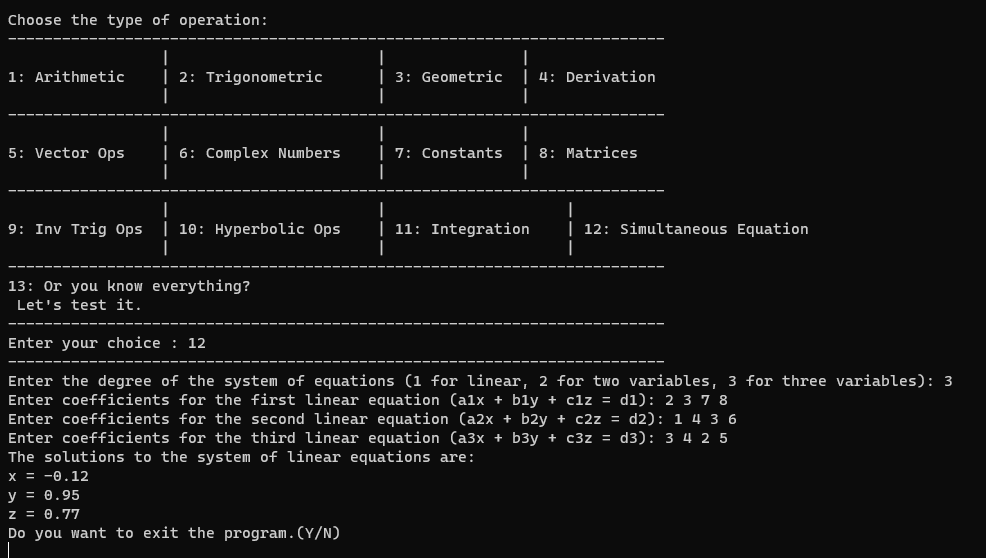 Choose the type of operation:
-------------------------------------------------------------------------
| | |
1: Arithmetic | 2: Trigonometric | 3: Geometric | 4: Derivation
| | |
-------------------------------------------------------------------------
| | |
5: Vector Ops | 6: Complex Numbers | 7: Constants | 8: Matrices
| | |
-------------------------------------------------------------------------
| | |
9: Inv Trig Ops | 10: Hyperbolic Ops | 11: Integration | 12: Simultaneous Equation
| | |
-------------------------------------------------------------------------
13: Or you know everything?
Let's test it.
-------------------------------------------------------------------------
Enter your choice : 12
-------------------------------------------------------------------------
Enter the degree of the system of equations (1 for linear, 2 for two variables, 3 for three variables): 3
Enter coefficients for the first linear equation (a1x + b1y + c1z = d1): 2 3 7 8
Enter coefficients for the second linear equation (a2x + b2y + c2z = d2): 1 4 3 6
Enter coefficients for the third linear equation (a3x + b3y + c3z = d3): 3 4 2 5
The solutions to the system of linear equations are:
x = -0.12
y = 0.95
z = 0.77
Do you want to exit the program.(Y/N)